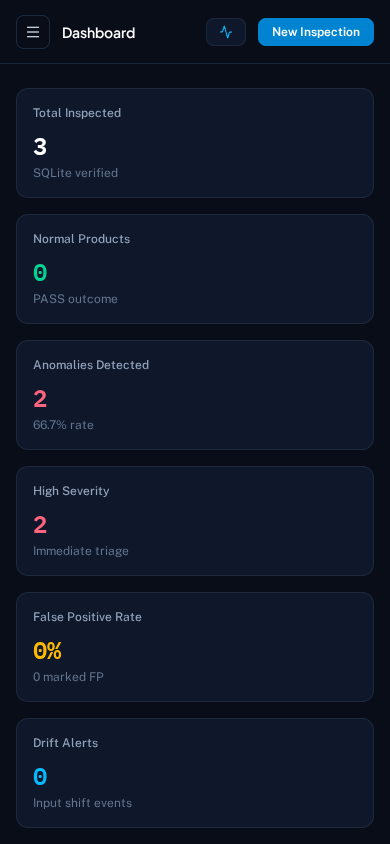 Dashboard
New Inspection
Total Inspected
3
SQLite verified
Normal Products
0
PASS outcome
Anomalies Detected
2
66.7% rate
High Severity
2
Immediate triage
False Positive Rate
0%
0 marked FP
Drift Alerts
0
Input shift events